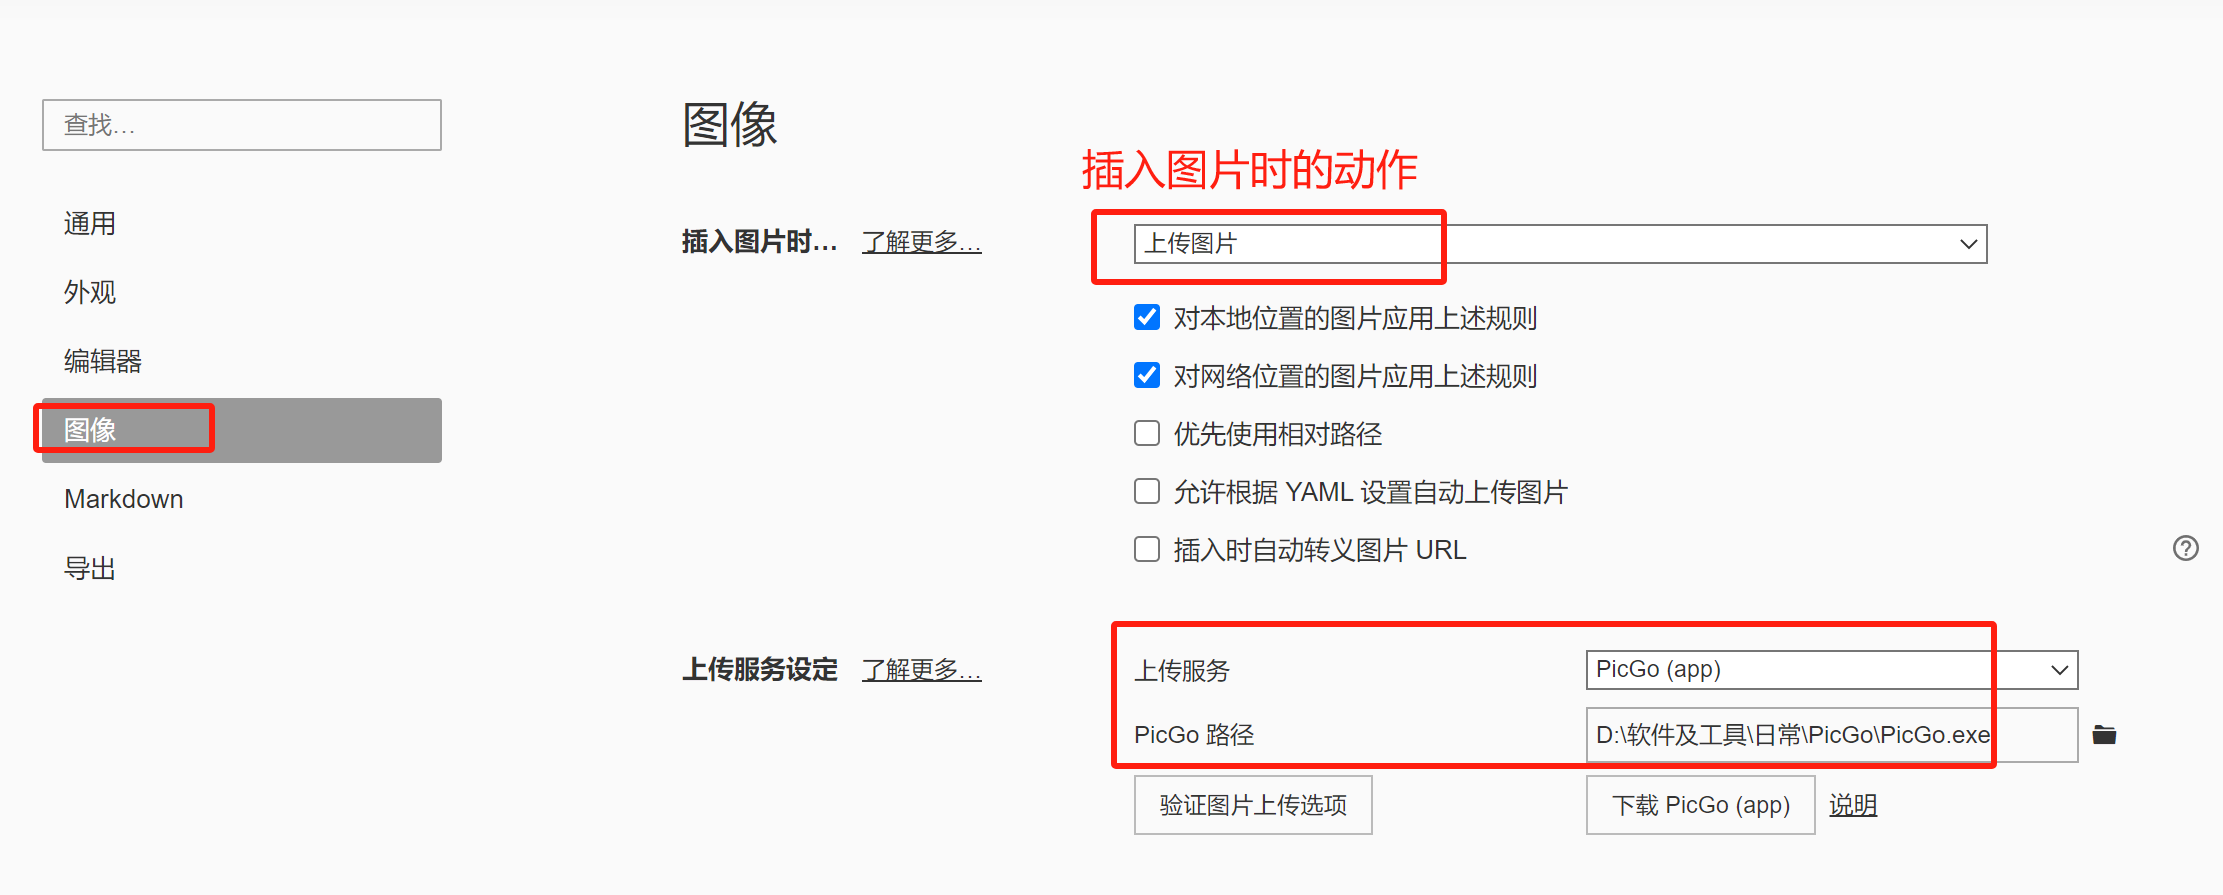 查找…
通用
外观
编辑器
图像
Markdown
导出
图像
插入图片时的动作
插入图片时... 了解更多…
上传图片
对本地位置的图片应用上述规则
对网络位置的图片应用上述规则
优先使用相对路径
允许根据 YAML 设置自动上传图片
插入时自动转义图片 URL
上传服务设定 了解更多…
上传服务 PicGo (app)
PicGo 路径 D:\软件及工具\日常\PicGo\PicGo.exe
验证图片上传选项 下载 PicGo (app) 说明